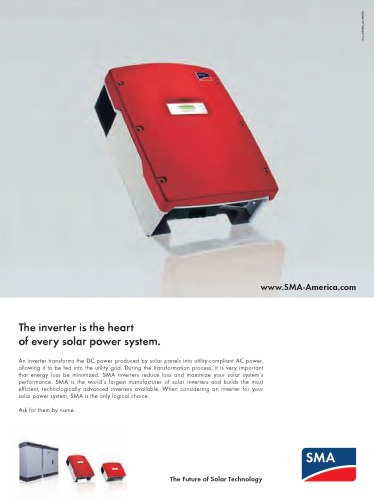 www.SMA-America.com
The inverter is the heart
of every solar power system.
An inverter transforms the DC power produced by solar panels into utility-compliant AC power,
allowing it to be fed into the utility grid. During the transformation process, it is very important
that energy loss be minimized. SMA inverters reduce loss and maximize your solar system's
performance. SMA is the world's largest manufacturer of solar inverters and builds the most
efficient, technologically advanced inverters available. When considering an inverter for your
solar power system, SMA is the only logical choice.
Ask for them by name.
The Future of Solar Technology
SMA